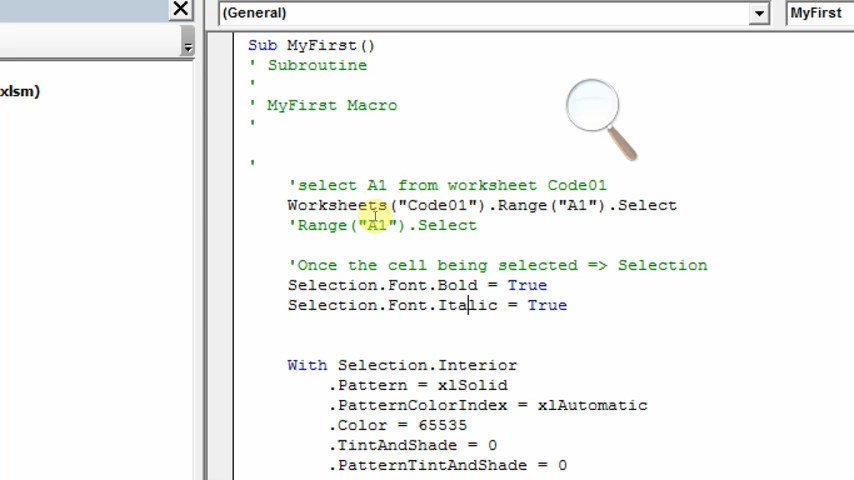 (General)
MyFirst
xlsm)
Sub MyFirst()
' Subroutine
'
' MyFirst Macro
'
'
'select A1 from worksheet Code01
Worksheets("Code01").Range("A1").Select
'Range("A1").Select
'Once the cell being selected => Selection
Selection.Font.Bold = True
Selection.Font.Italic = True
With Selection.Interior
.Pattern = xlSolid
.PatternColorIndex = xlAutomatic
.Color = 65535
.TintAndShade = 0
.PatternTintAndShade = 0